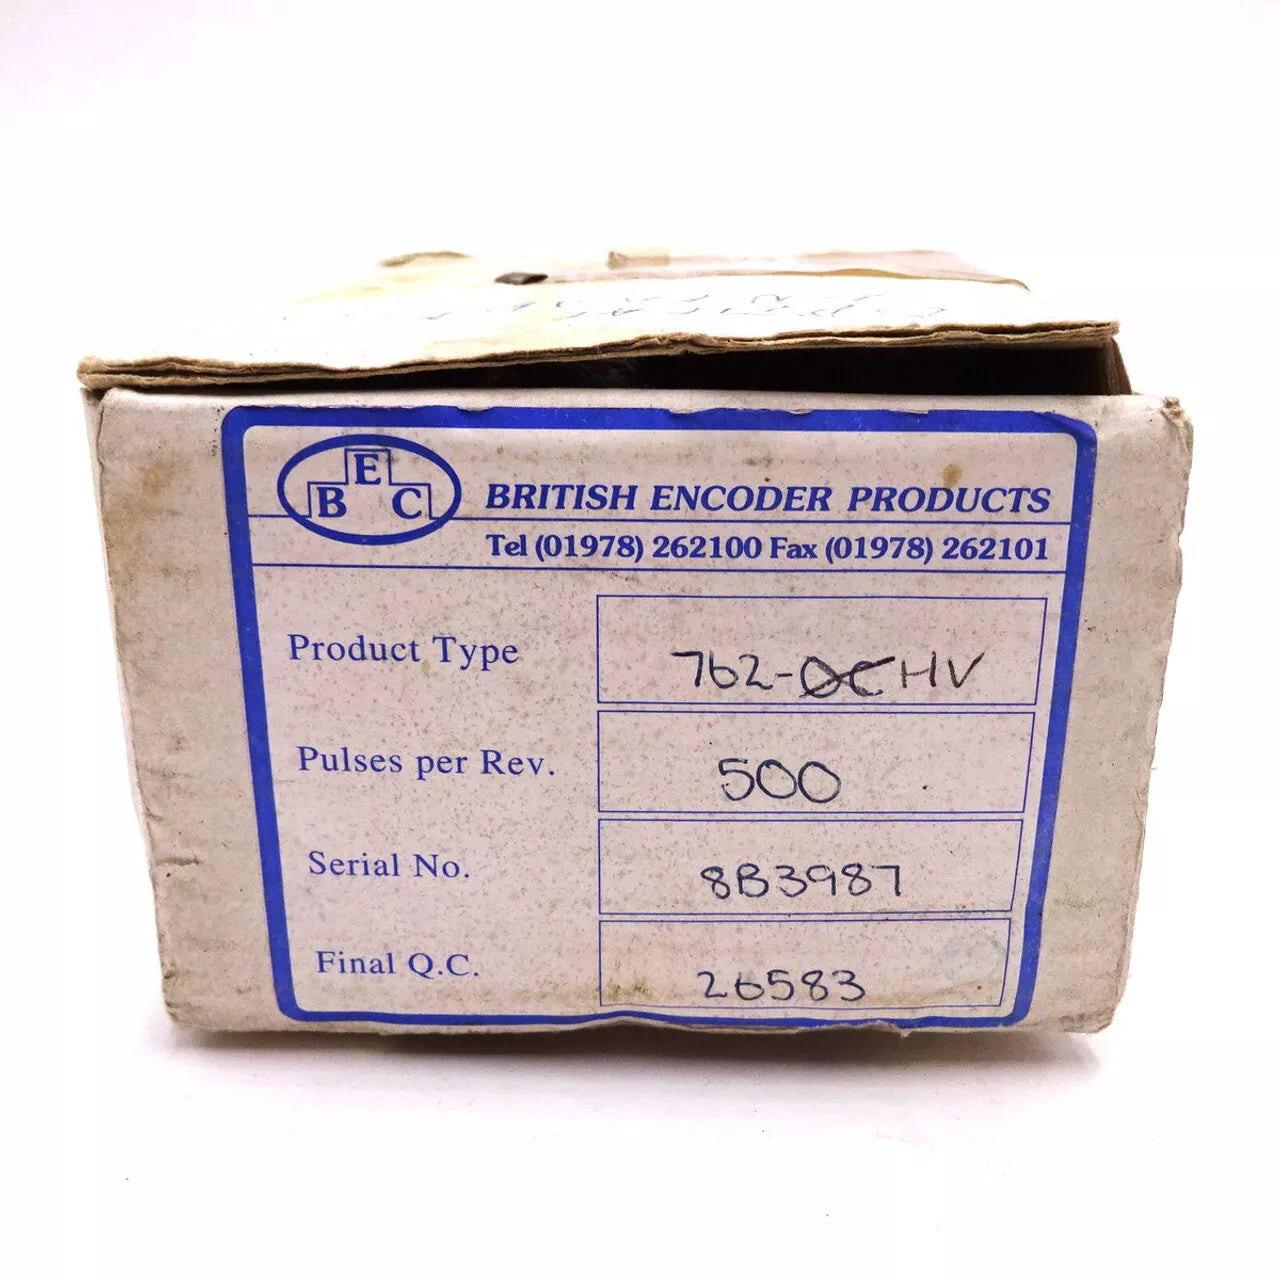 BEC
BRITISH ENCODER PRODUCTS
Tel (01978) 262100 Fax (01978) 262101
Product Type 762-OCHV
Pulses per Rev. 500
Serial No. 8B3987
Final Q.C. 26583